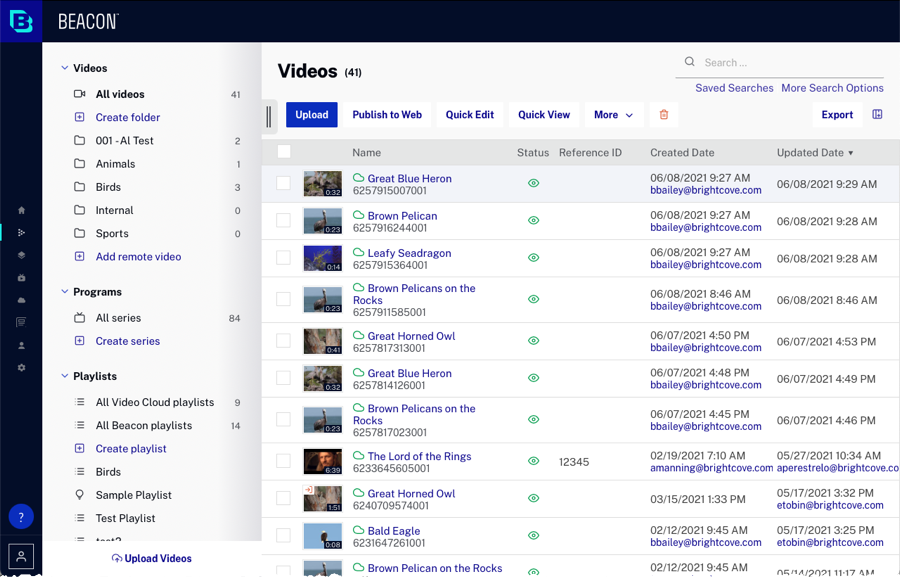 BEACON
Videos
All videos 41
Create folder
001 - Al Test 2
Animals 1
Birds 3
Internal 0
Sports 0
Add remote video
Programs
All series 84
Create series
Playlists
All Video Cloud playlists 9
All Beacon playlists 14
Create playlist
Birds
Sample Playlist
Test Playlist
Upload Videos
?
Videos (41)
Search ...
Saved Searches More Search Options
Upload Publish to Web Quick Edit Quick View More Export
Name Status Reference ID Created Date Updated Date
Great Blue Heron 06/08/2021 9:27 AM
0:32 6257915007001 bbailey@brightcove.com 06/08/2021 9:29 AM
Brown Pelican 06/08/2021 9:27 AM
0:23 6257916244001 bbailey@brightcove.com 06/08/2021 9:28 AM
Leafy Seadragon 06/08/2021 9:27 AM
0:14 6257915364001 bbailey@brightcove.com 06/08/2021 9:28 AM
Brown Pelicans on the
Rocks 06/08/2021 8:46 AM
0:23 6257911585001 bbailey@brightcove.com 06/08/2021 8:46 AM
Great Horned Owl 06/07/2021 4:50 PM
0:41 6257817313001 bbailey@brightcove.com 06/07/2021 4:53 PM
Great Blue Heron 06/07/2021 4:48 PM
0:32 6257814126001 bbailey@brightcove.com 06/07/2021 4:49 PM
Brown Pelicans on the
Rocks 06/07/2021 4:45 PM
0:23 6257817023001 bbailey@brightcove.com 06/07/2021 4:46 PM
The Lord of the Rings 12345 02/19/2021 7:10 AM 05/27/2021 10:34 AM
6:39 6233645605001 amanning@brightcove.com aperestrelo@brightcove.co
Great Horned Owl 03/15/2021 1:33 PM 05/17/2021 3:32 PM
1:51 6240709574001 etobin@brightcove.com
Bald Eagle 02/12/2021 9:45 AM 05/17/2021 3:25 PM
0:08 6231647261001 bbailey@brightcove.com etobin@brightcove.com
Brown Pelican on the Rocks 02/12/2021 9:45 AM 05/14/2021 11:17 AM